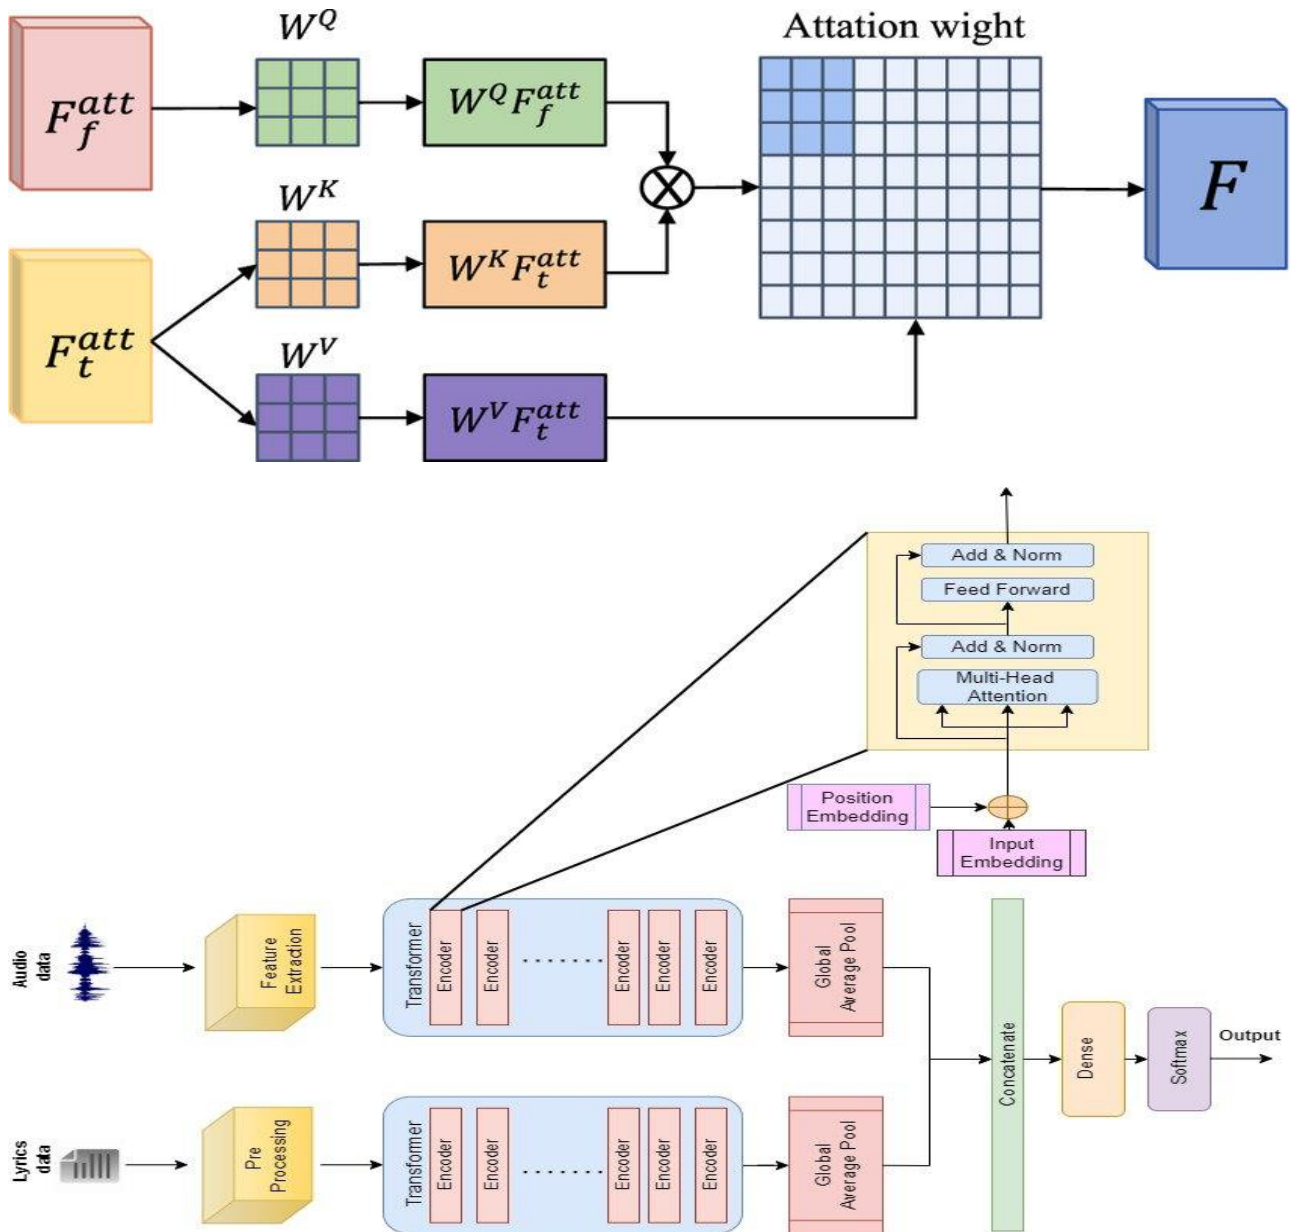 W^Q
Attation wight
F_f^{att}
W^Q F_f^{att}
F
W^K
W^K F_t^{att}
F_t^{att}
W^V
W^V F_t^{att}
Add & Norm
Feed Forward
Add & Norm
Multi-Head
Attention
Position
Embedding
Input
Embedding
Audio
data
Feature
Extraction
Transformer
Encoder
Encoder
Encoder
Encoder
Encoder
Global
Average Pool
Lyrics
data
Pre
Processing
Transformer
Encoder
Encoder
Encoder
Encoder
Encoder
Global
Average Pool
Concatenate
Dense
Softmax
Output